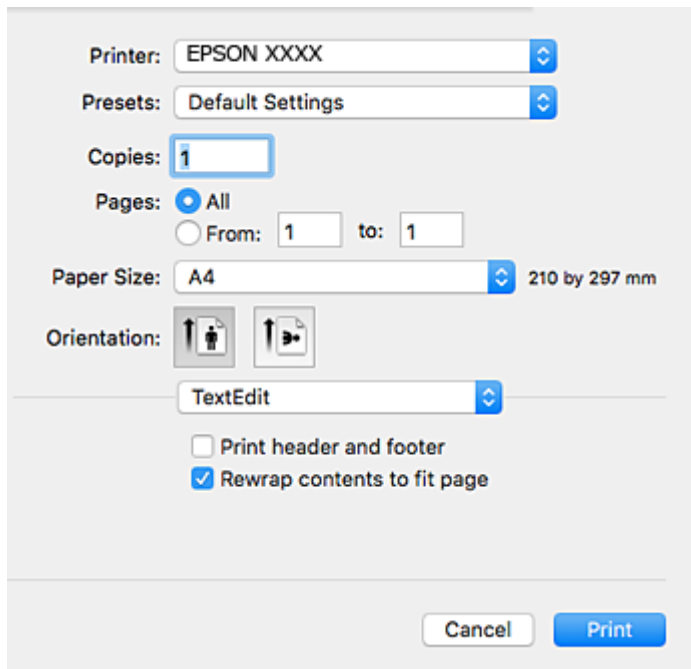 Printer: EPSON XXXX
Presets: Default Settings
Copies: 1
Pages: All
From: 1 to: 1
Paper Size: A4 210 by 297 mm
Orientation:
TextEdit
Print header and footer
Rewrap contents to fit page
Cancel Print